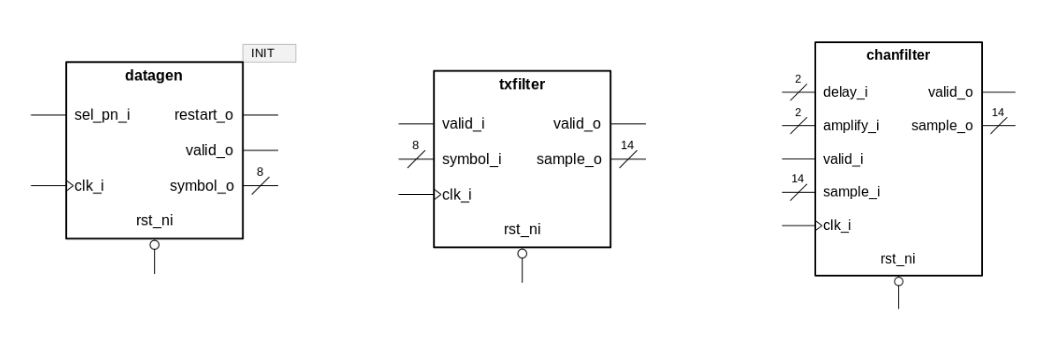 INIT
datagen
sel_pn_i restart_o
valid_o
clk_i symbol_o 8
rst_ni
txfilter
valid_i valid_o
8 symbol_i sample_o 14
clk_i
rst_ni
chanfilter
2 delay_i valid_o
2 amplify_i sample_o 14
valid_i
14 sample_i
clk_i
rst_ni